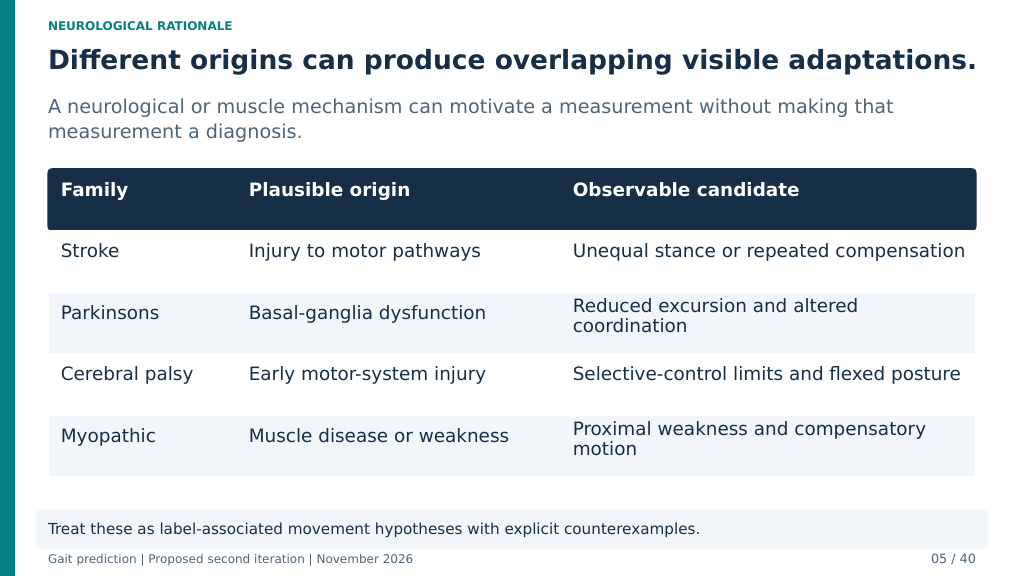 NEUROLOGICAL RATIONALE
Different origins can produce overlapping visible adaptations.
A neurological or muscle mechanism can motivate a measurement without making that
measurement a diagnosis.
Family Plausible origin Observable candidate
Stroke Injury to motor pathways Unequal stance or repeated compensation
Parkinsons Basal-ganglia dysfunction Reduced excursion and altered
coordination
Cerebral palsy Early motor-system injury Selective-control limits and flexed posture
Myopathic Muscle disease or weakness Proximal weakness and compensatory
motion
Treat these as label-associated movement hypotheses with explicit counterexamples.
Gait prediction | Proposed second iteration | November 2026 05 / 40